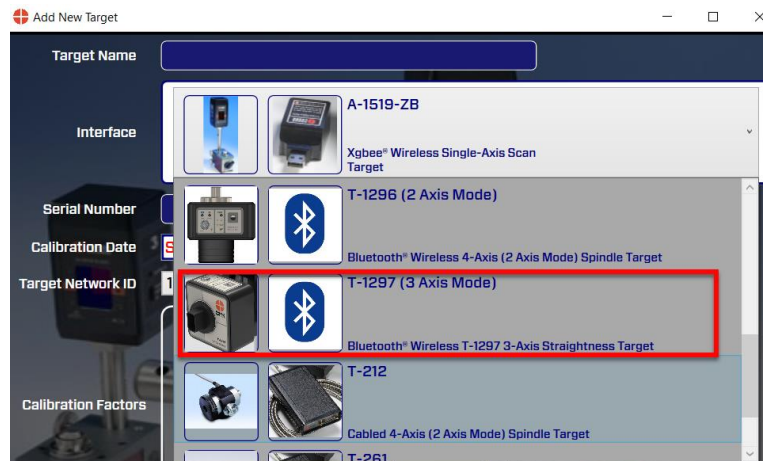 Add New Target
Target Name
Interface
A-1519-ZB
Xgbee® Wireless Single-Axis Scan
Target
T-1296 (2 Axis Mode)
Bluetooth® Wireless 4-Axis (2 Axis Mode) Spindle Target
Serial Number
Calibration Date
S
Target Network ID
1
T-1297 (3 Axis Mode)
Bluetooth® Wireless T-1297 3-Axis Straightness Target
T-212
Cabled 4-Axis (2 Axis Mode) Spindle Target
Calibration Factors
T-261